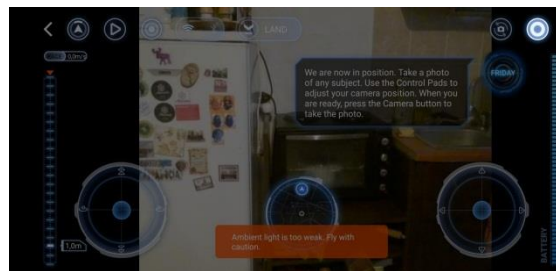 0,0m/s
LAND
We are now in position. Take a photo
of any subject. Use the Control Pads to
adjust your camera position. When you
are ready, press the Camera button to
take the photo.
FRIDAY
1,0m
Ambient light is too weak. Fly with
caution.
BATTERY